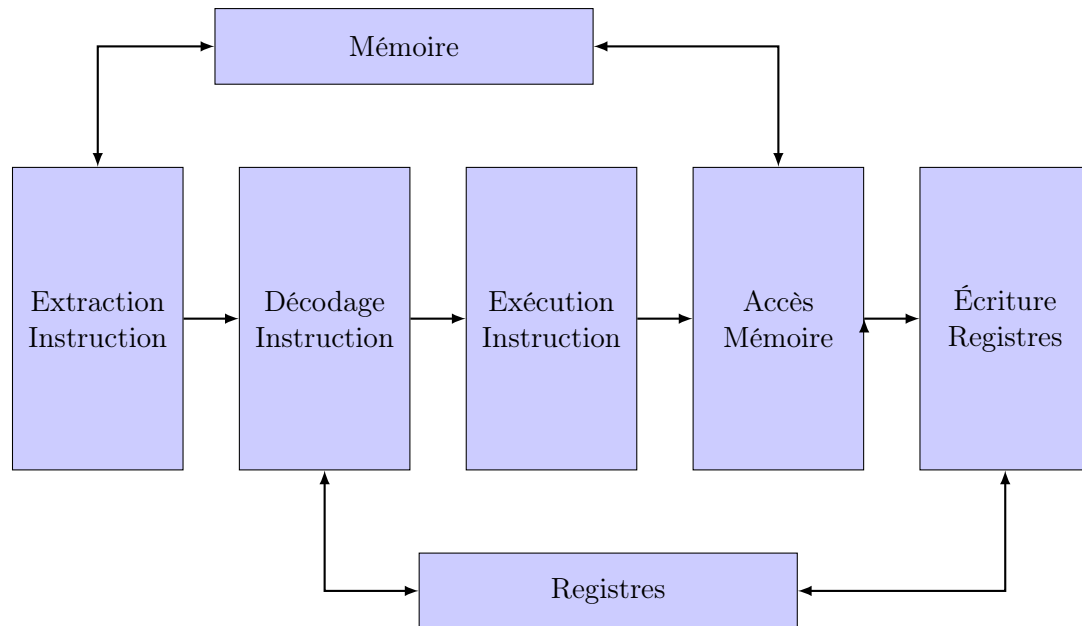 Mémoire
Extraction
Instruction
Décodage
Instruction
Exécution
Instruction
Accès
Mémoire
Écriture
Registres
Registres